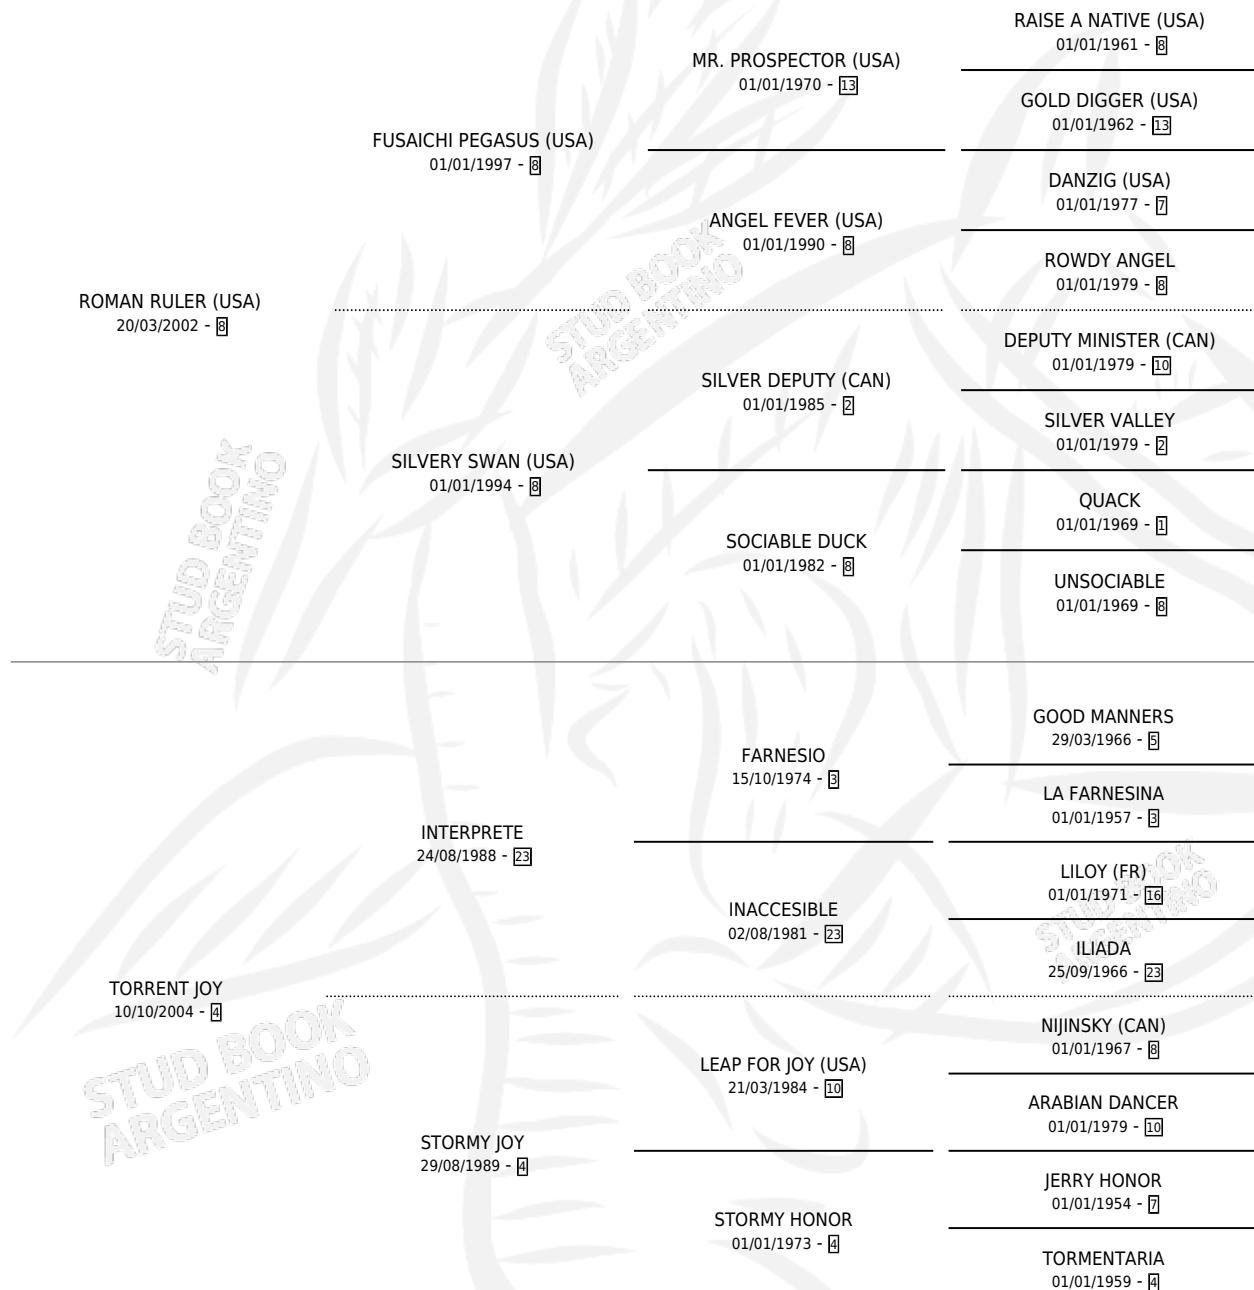 RAISE A NATIVE (USA)
01/01/1961 - 8
MR. PROSPECTOR (USA)
01/01/1970 - 13
GOLD DIGGER (USA)
01/01/1962 - 13
FUSAICHI PEGASUS (USA)
01/01/1997 - 8
DANZIG (USA)
01/01/1977 - 7
ANGEL FEVER (USA)
01/01/1990 - 8
ROWDY ANGEL
01/01/1979 - 8
ROMAN RULER (USA)
20/03/2002 - 8
DEPUTY MINISTER (CAN)
01/01/1979 - 10
SILVER DEPUTY (CAN)
01/01/1985 - 2
SILVER VALLEY
01/01/1979 - 2
SILVERY SWAN (USA)
01/01/1994 - 8
QUACK
01/01/1969 - 1
SOCIABLE DUCK
01/01/1982 - 8
UNSOCIABLE
01/01/1969 - 8
GOOD MANNERS
29/03/1966 - 5
FARNESIO
15/10/1974 - 3
LA FARNESINA
01/01/1957 - 3
INTERPRETE
24/08/1988 - 23
LILOY (FR)
01/01/1971 - 16
INACCESIBLE
02/08/1981 - 23
ILIADA
25/09/1966 - 23
TORRENT JOY
10/10/2004 - 4
NIJINSKY (CAN)
01/01/1967 - 8
LEAP FOR JOY (USA)
21/03/1984 - 10
ARABIAN DANCER
01/01/1979 - 10
STORMY JOY
29/08/1989 - 4
JERRY HONOR
01/01/1954 - 7
STORMY HONOR
01/01/1973 - 4
TORMENTARIA
01/01/1959 - 4
STUD BOOK
ARGENTINO
STUD BOOK
ARGENTINO
STUD BOOK
ARGENTINO
STUD BOOK
ARGENTINO